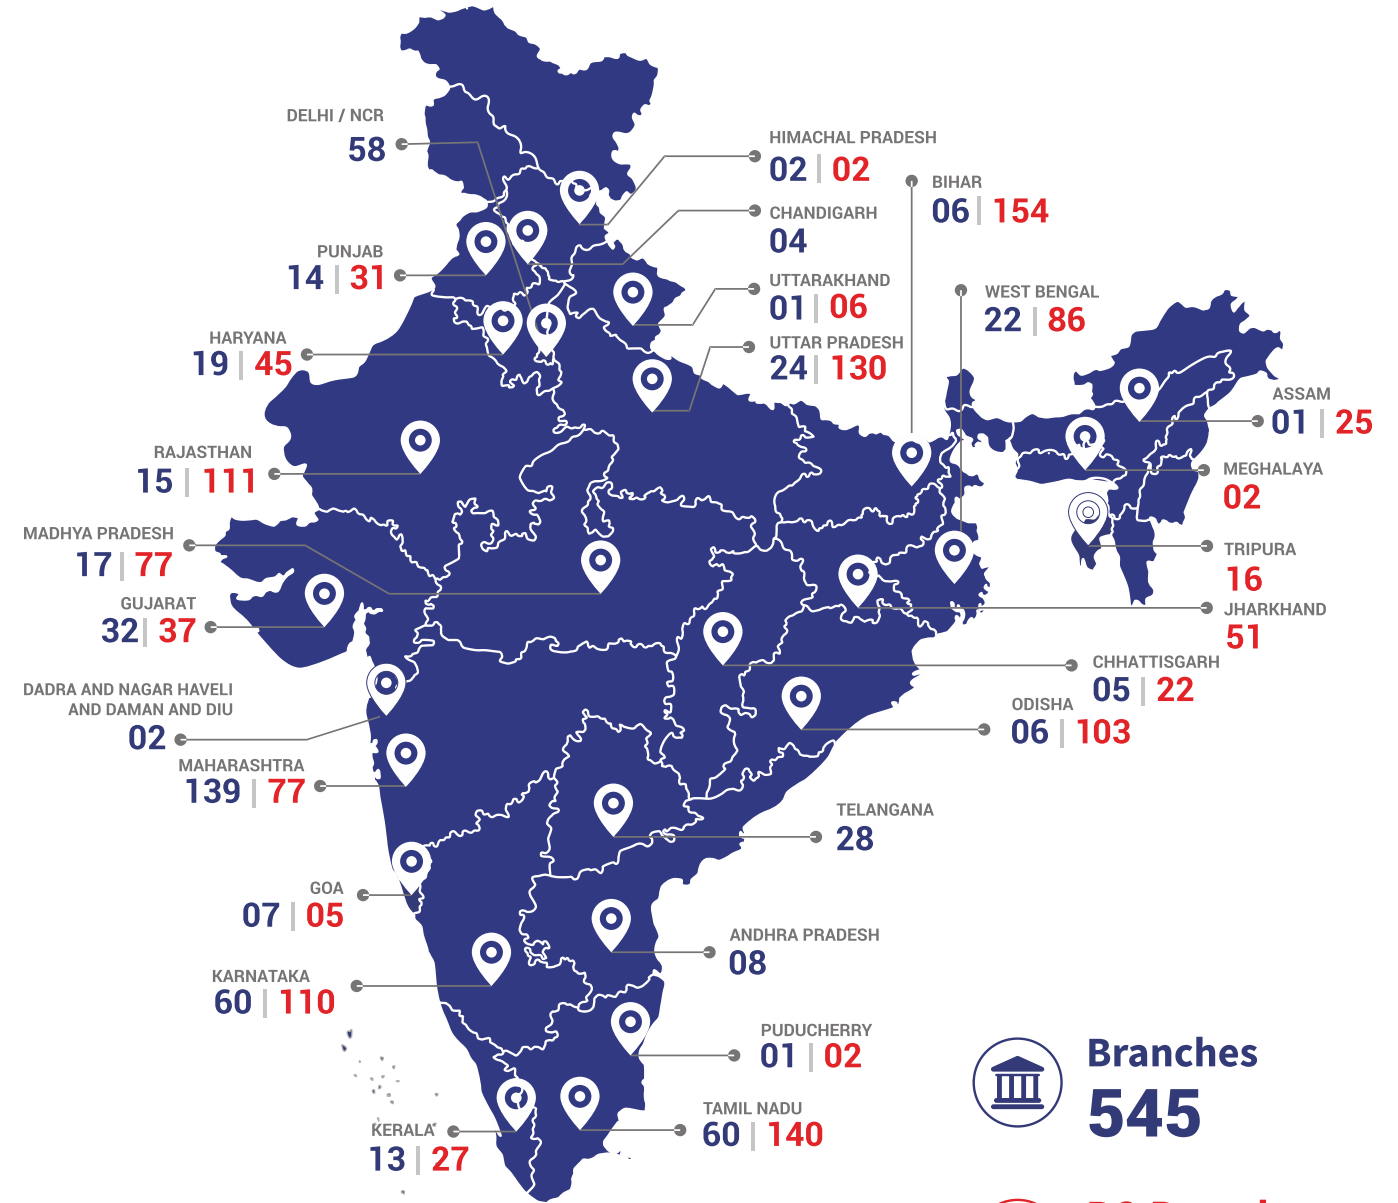 DELHI / NCR
58
HIMACHAL PRADESH
02 | 02
BIHAR
06 | 154
CHANDIGARH
04
PUNJAB
14 | 31
UTTARAKHAND
01 | 06
WEST BENGAL
22 | 86
HARYANA
19 | 45
UTTAR PRADESH
24 | 130
ASSAM
01 | 25
RAJASTHAN
15 | 111
MEGHALAYA
02
MADHYA PRADESH
17 | 77
TRIPURA
16
GUJARAT
32 | 37
JHARKHAND
51
CHHATTISGARH
05 | 22
DADRA AND NAGAR HAVELI
AND DAMAN AND DIU
02
ODISHA
06 | 103
MAHARASHTRA
139 | 77
TELANGANA
28
GOA
07 | 05
ANDHRA PRADESH
08
KARNATAKA
60 | 110
PUDUCHERRY
01 | 02
Branches
545
TAMIL NADU
60 | 140
KERALA
13 | 27